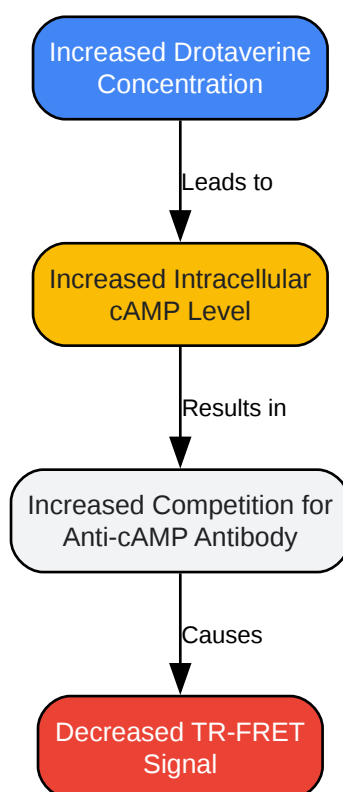 Increased Drotaverine
Concentration
Leads to
Increased Intracellular
cAMP Level
Results in
Increased Competition for
Anti-cAMP Antibody
Causes
Decreased TR-FRET
Signal